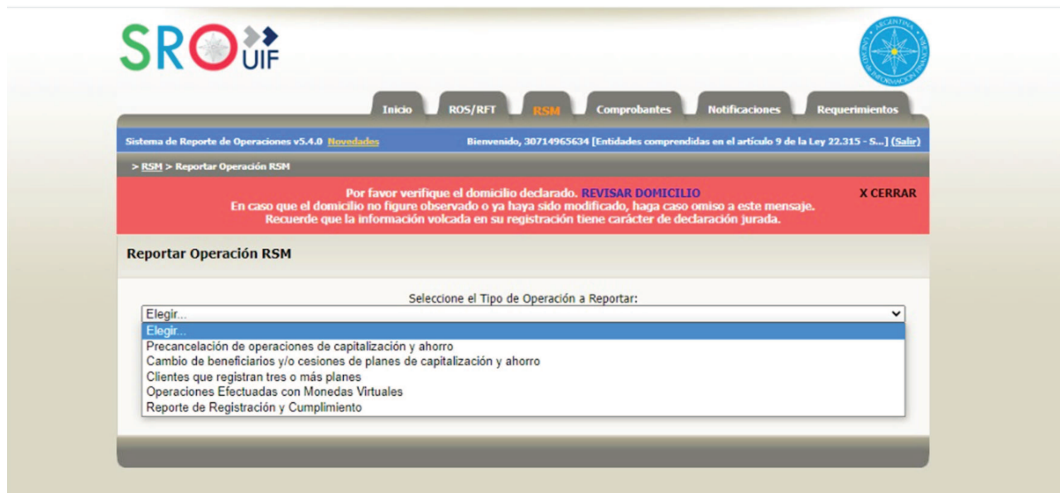 SRO UIF
Inicio
ROS/RFT
RSM
Comprobantes
Notificaciones
Requerimientos
Sistema de Reporte de Operaciones v5.4.0 Novedades
Bienvenido, 30714965634 [Entidades comprendidas en el artículo 9 de la Ley 22.315 - S...] (Salir)
> RSM > Reportar Operación RSM
Por favor verifique el domicilio declarado. REVISAR DOMICILIO
X CERRAR
En caso que el domicilio no figure observado o ya haya sido modificado, haga caso omiso a este mensaje.
Recuerde que la información volcada en su registración tiene carácter de declaración jurada.
Reportar Operación RSM
Seleccione el Tipo de Operación a Reportar:
Elegir...
Elegir...
Precancelación de operaciones de capitalización y ahorro
Cambio de beneficiarios y/o cesiones de planes de capitalización y ahorro
Clientes que registran tres o más planes
Operaciones Efectuadas con Monedas Virtuales
Reporte de Registración y Cumplimiento